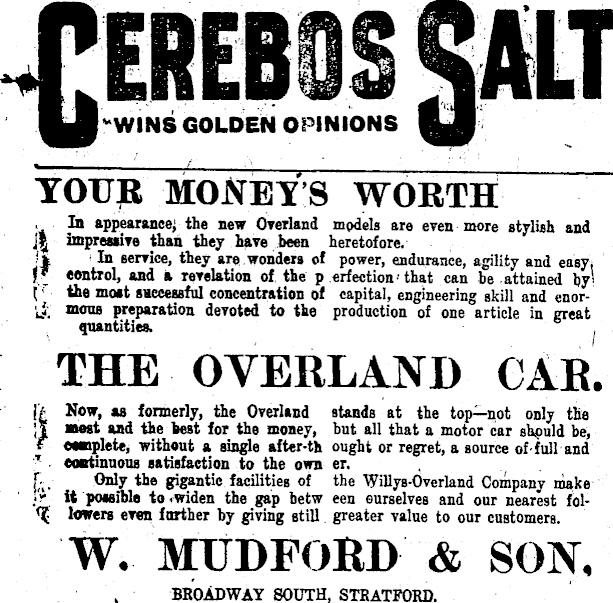 CEREBOS SALT
WINS GOLDEN OPINIONS
YOUR MONEY'S WORTH
In appearance, the new Overland models are even more stylish and
impressive than they have been heretofore.
In service, they are wonders of power, endurance, agility and easy
control, and a revelation of the p erfection that can be attained by
the most successful concentration of capital, engineering skill and enor-
mous preparation devoted to the production of one article in great
quantities.
THE OVERLAND CAR.
Now, as formerly, the Overland stands at the top—not only the
most and the best for the money, but all that a motor car should be,
complete, without a single after-th ought or regret, a source of full and
continuous satisfaction to the own er.
Only the gigantic facilities of the Willys-Overland Company make
it possible to widen the gap betw een ourselves and our nearest fol-
lowers even further by giving still greater value to our customers.
W. MUDFORD & SON,
BROADWAY SOUTH, STRATFORD.